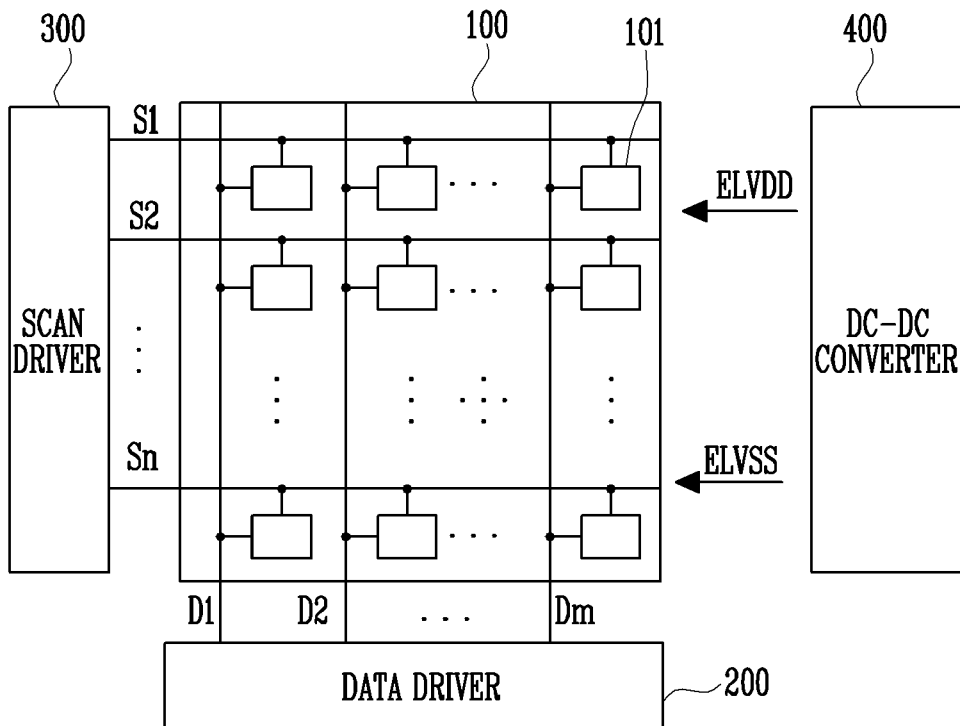 300
100
101
400
S1
ELVDD
S2
SCAN
DRIVER
DC-DC
CONVERTER
Sn
ELVSS
D1
D2
Dm
DATA DRIVER
200